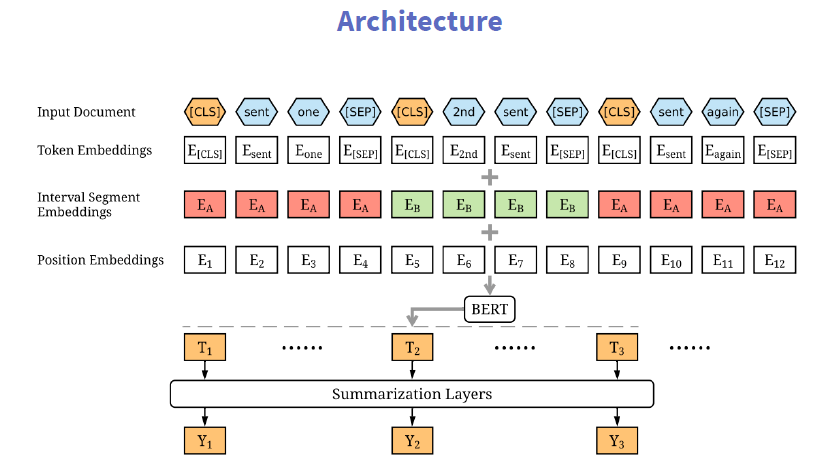 Architecture
Input Document [CLS] sent one [SEP] [CLS] 2nd sent [SEP] [CLS] sent again [SEP]
Token Embeddings E[CLS] Esent Eone E[SEP] E[CLS] E2nd Esent E[SEP] E[CLS] Esent Eagain E[SEP]
+
Interval Segment
Embeddings EA EA EA EA EB EB EB EB EA EA EA EA
+
Position Embeddings E1 E2 E3 E4 E5 E6 E7 E8 E9 E10 E11 E12
BERT
T1 ...... T2 ...... T3 ......
Summarization Layers
Y1 Y2 Y3